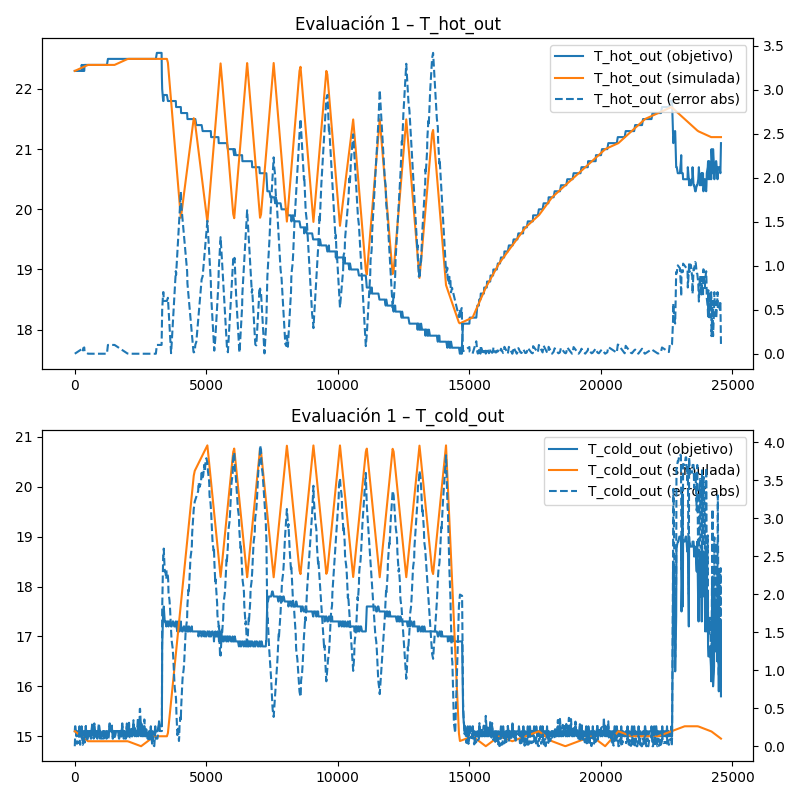 Evaluación 1 – T_hot_out
T_hot_out (objetivo)
T_hot_out (simulada)
T_hot_out (error abs)
22
21
20
19
18
3.5
3.0
2.5
2.0
1.5
1.0
0.5
0.0
0 5000 10000 15000 20000 25000
Evaluación 1 – T_cold_out
T_cold_out (objetivo)
T_cold_out (simulada)
T_cold_out (error abs)
21
20
19
18
17
16
15
4.0
3.5
3.0
2.5
2.0
1.5
1.0
0.5
0.0
0 5000 10000 15000 20000 25000